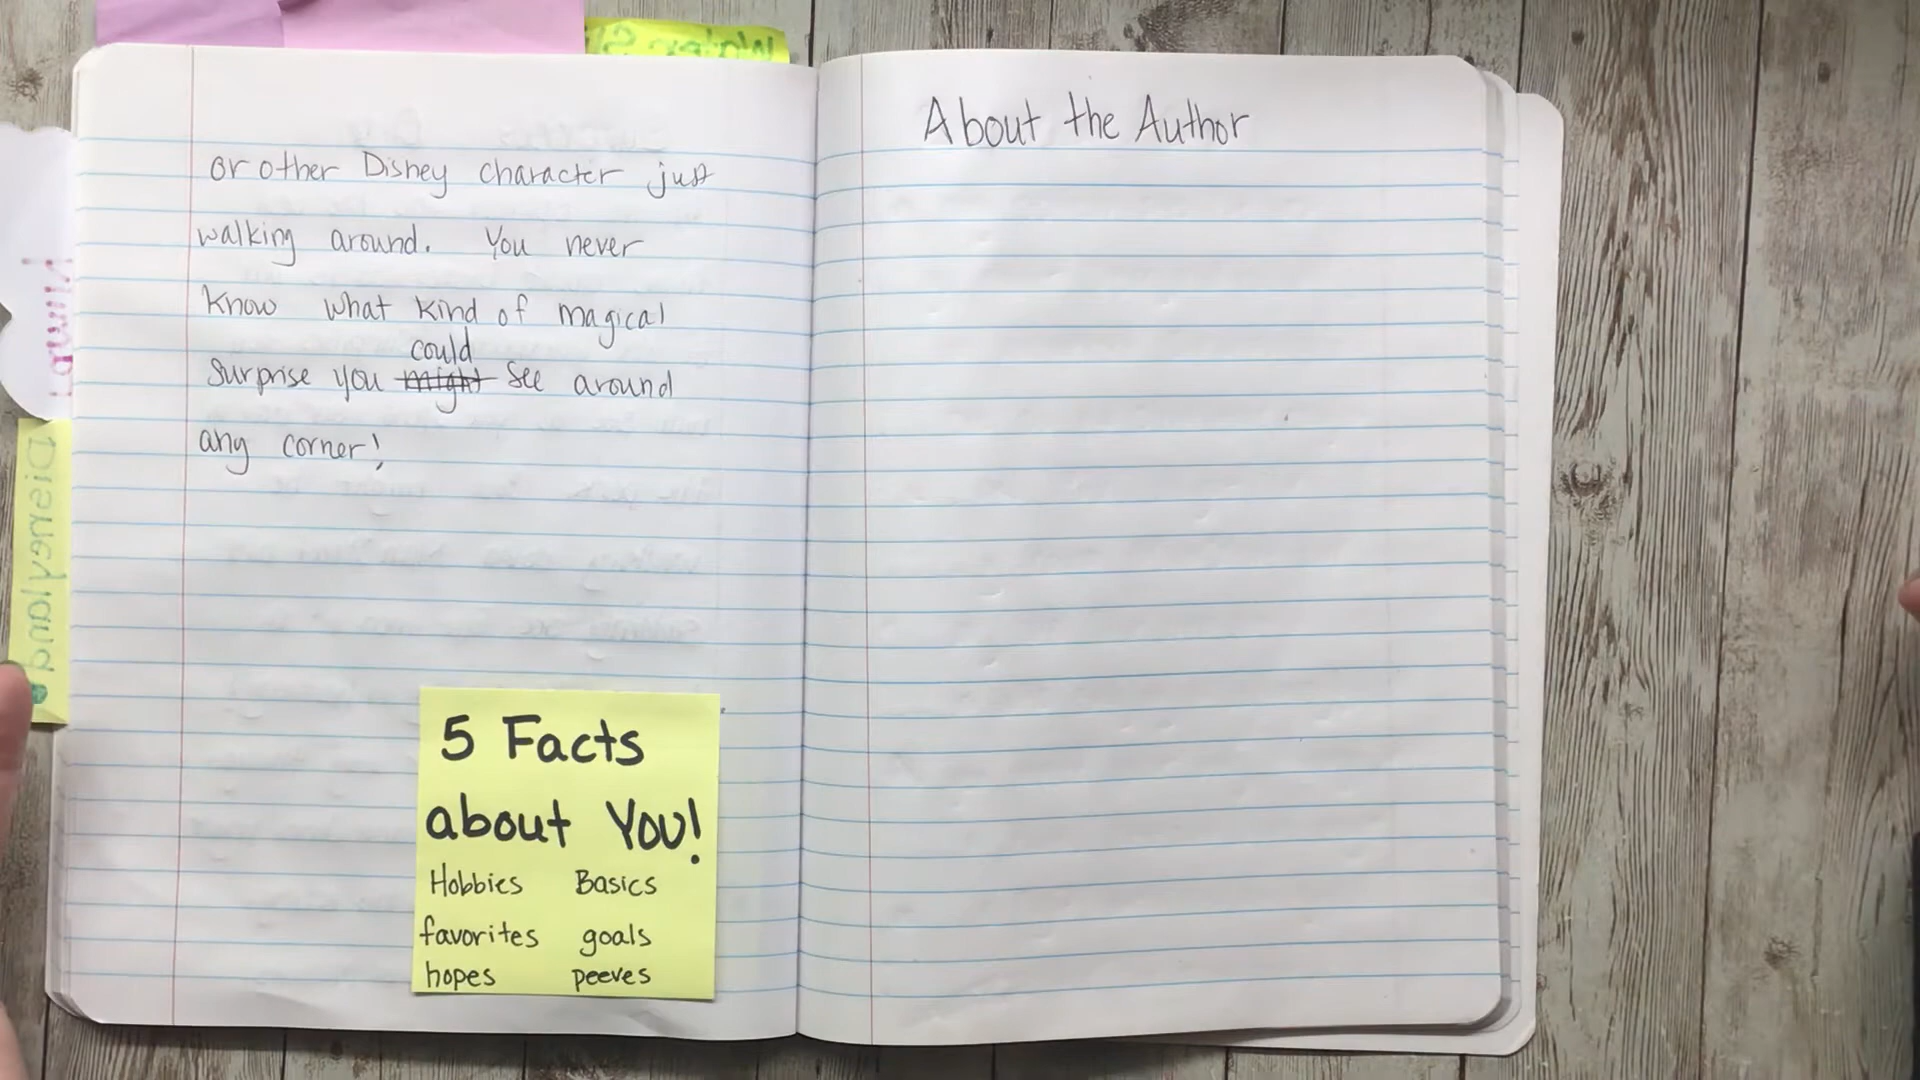 or other Disney character just
walking around. You never
know what kind of magical
could
surprise you might see around
any corner!
5 Facts
about You!
Hobbies Basics
favorites goals
hopes peeves
About the Author
Disneyland